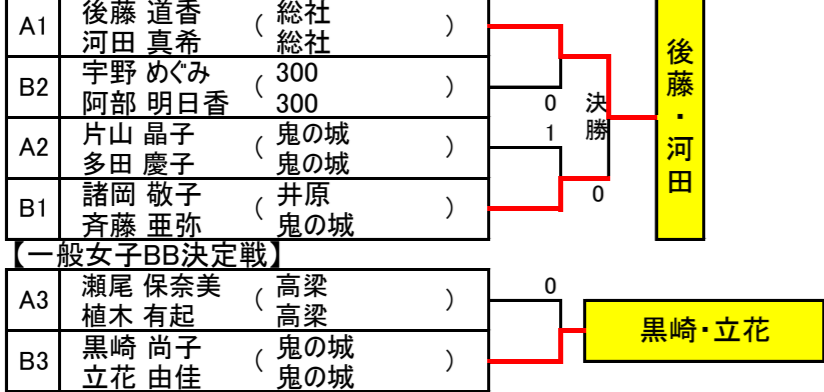 A1 後藤 道香 ( 総社 )
河田 真希 総社
B2 宇野 めぐみ ( 300 )
阿部 明日香 300
0 決勝
A2 片山 晶子 ( 鬼の城 ) 1
多田 慶子 鬼の城
B1 諸岡 敬子 ( 井原 ) 0
斉藤 亜弥 鬼の城
後藤・河田
【一般女子BB決定戦】
A3 瀬尾 保奈美 ( 高梁 ) 0
植木 有起 高梁
B3 黒崎 尚子 ( 鬼の城 )
立花 由佳 鬼の城
黒崎・立花